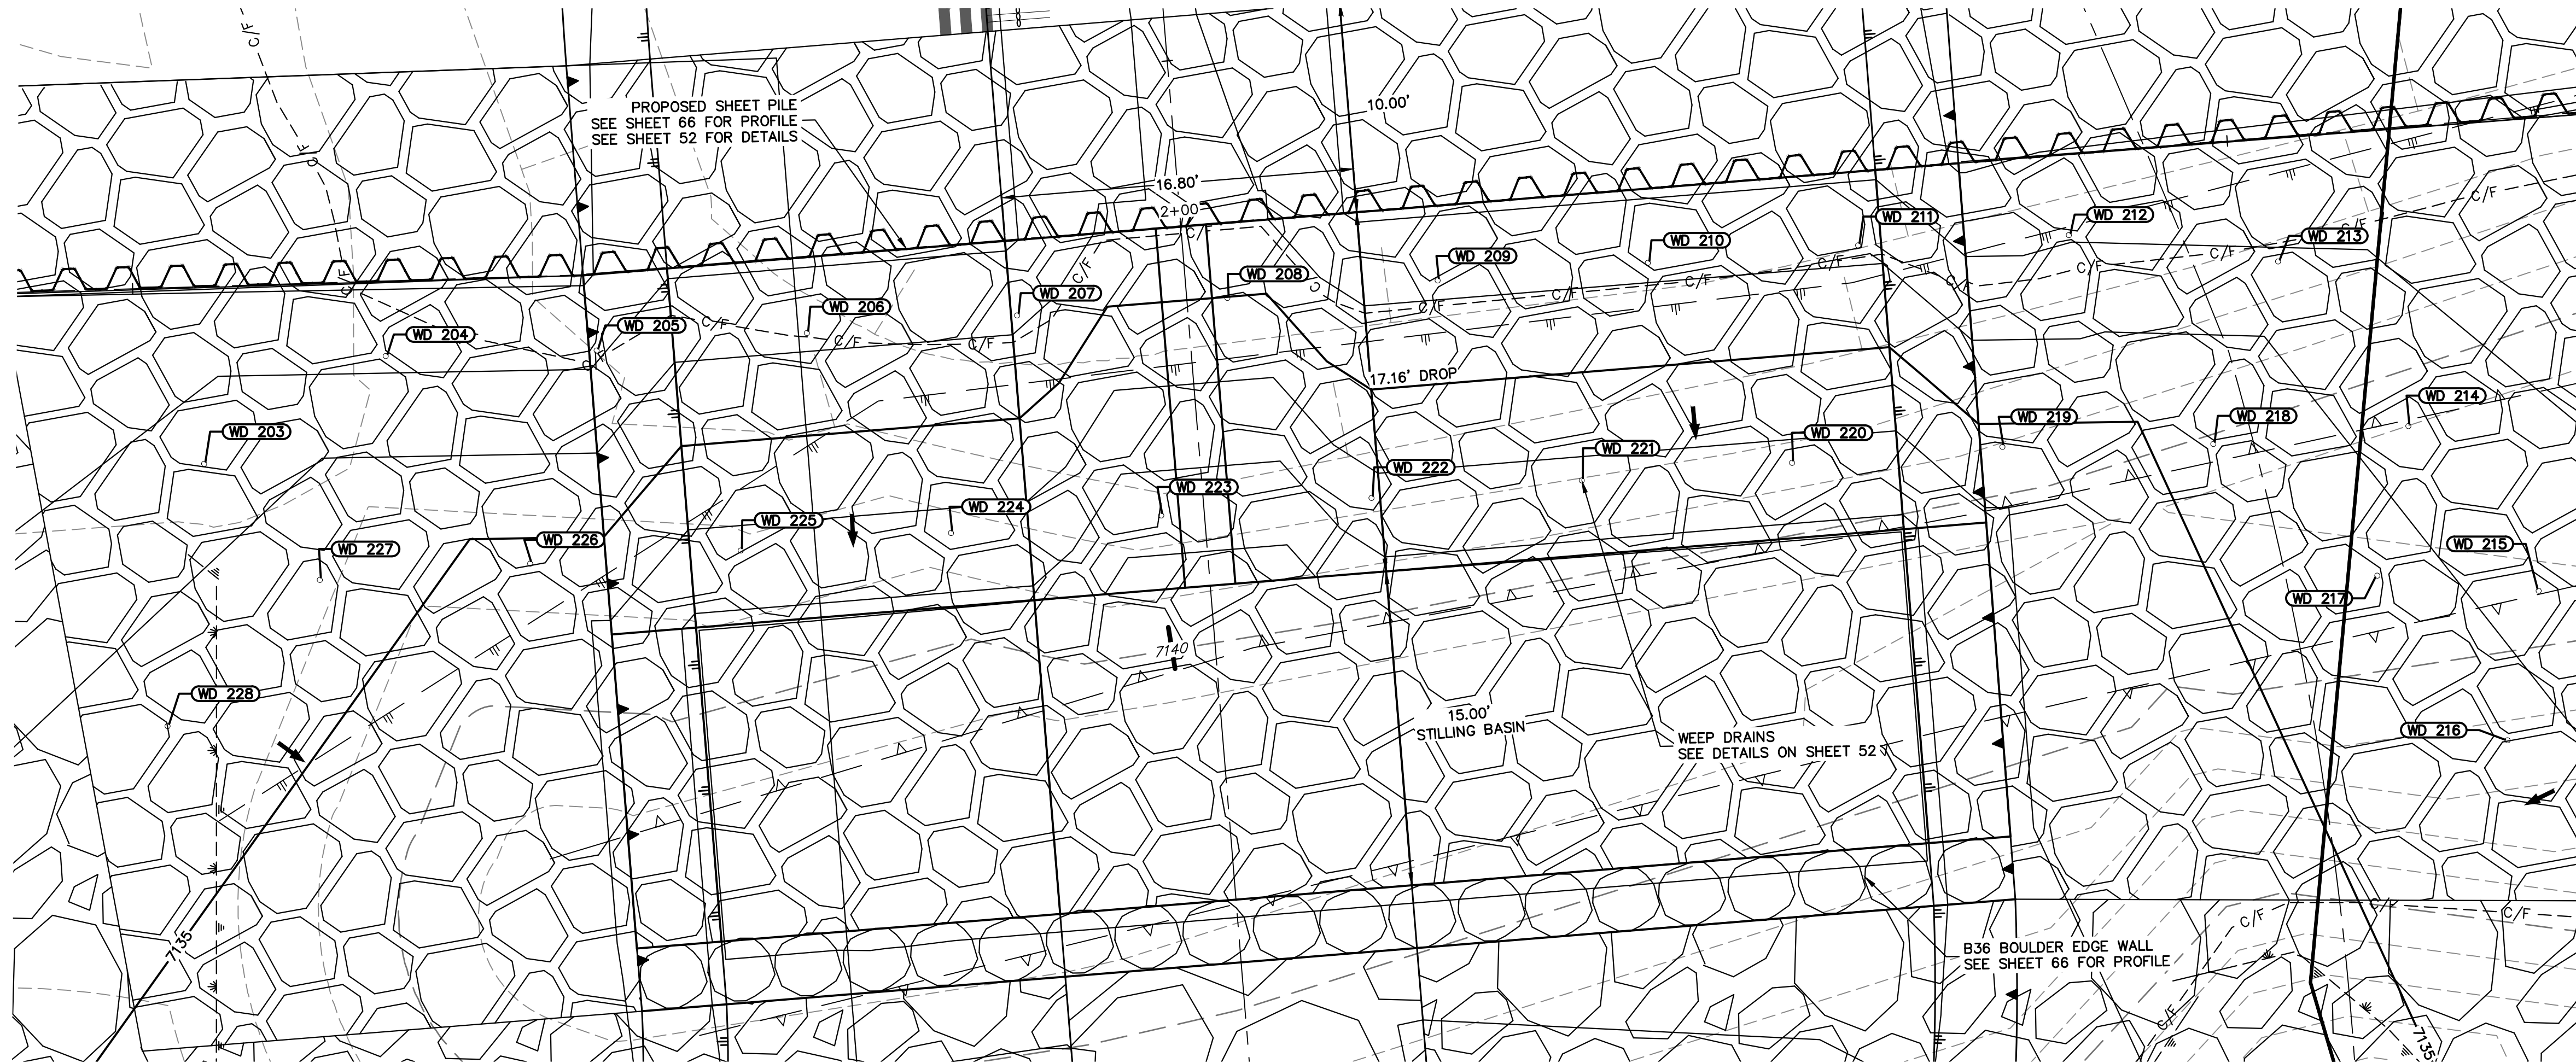 C/F
10.00'
PROPOSED SHEET PILE
SEE SHEET 66 FOR PROFILE
SEE SHEET 52 FOR DETAILS
C/F
16.80'
2+00
C/F
C/F
C/F
C/F
C/F
WD 211
WD 212
WD 213
WD 210
WD 209
WD 208
WD 207
WD 206
WD 205
WD 204
C/F
C/F
C/F
C/F
C/F
C/F
C/F
C/F
C/F
C/F
C/F
17.16' DROP
WD 203
WD 214
WD 218
WD 219
WD 220
WD 221
WD 222
WD 223
WD 224
WD 225
WD 226
WD 227
WD 215
WD 217
7140
WD 228
15.00'
STILLING BASIN
WEEP DRAINS
SEE DETAILS ON SHEET 52
WD 216
C/F
C/F
C/F
7135
B36 BOULDER EDGE WALL
SEE SHEET 66 FOR PROFILE
C/F
7135